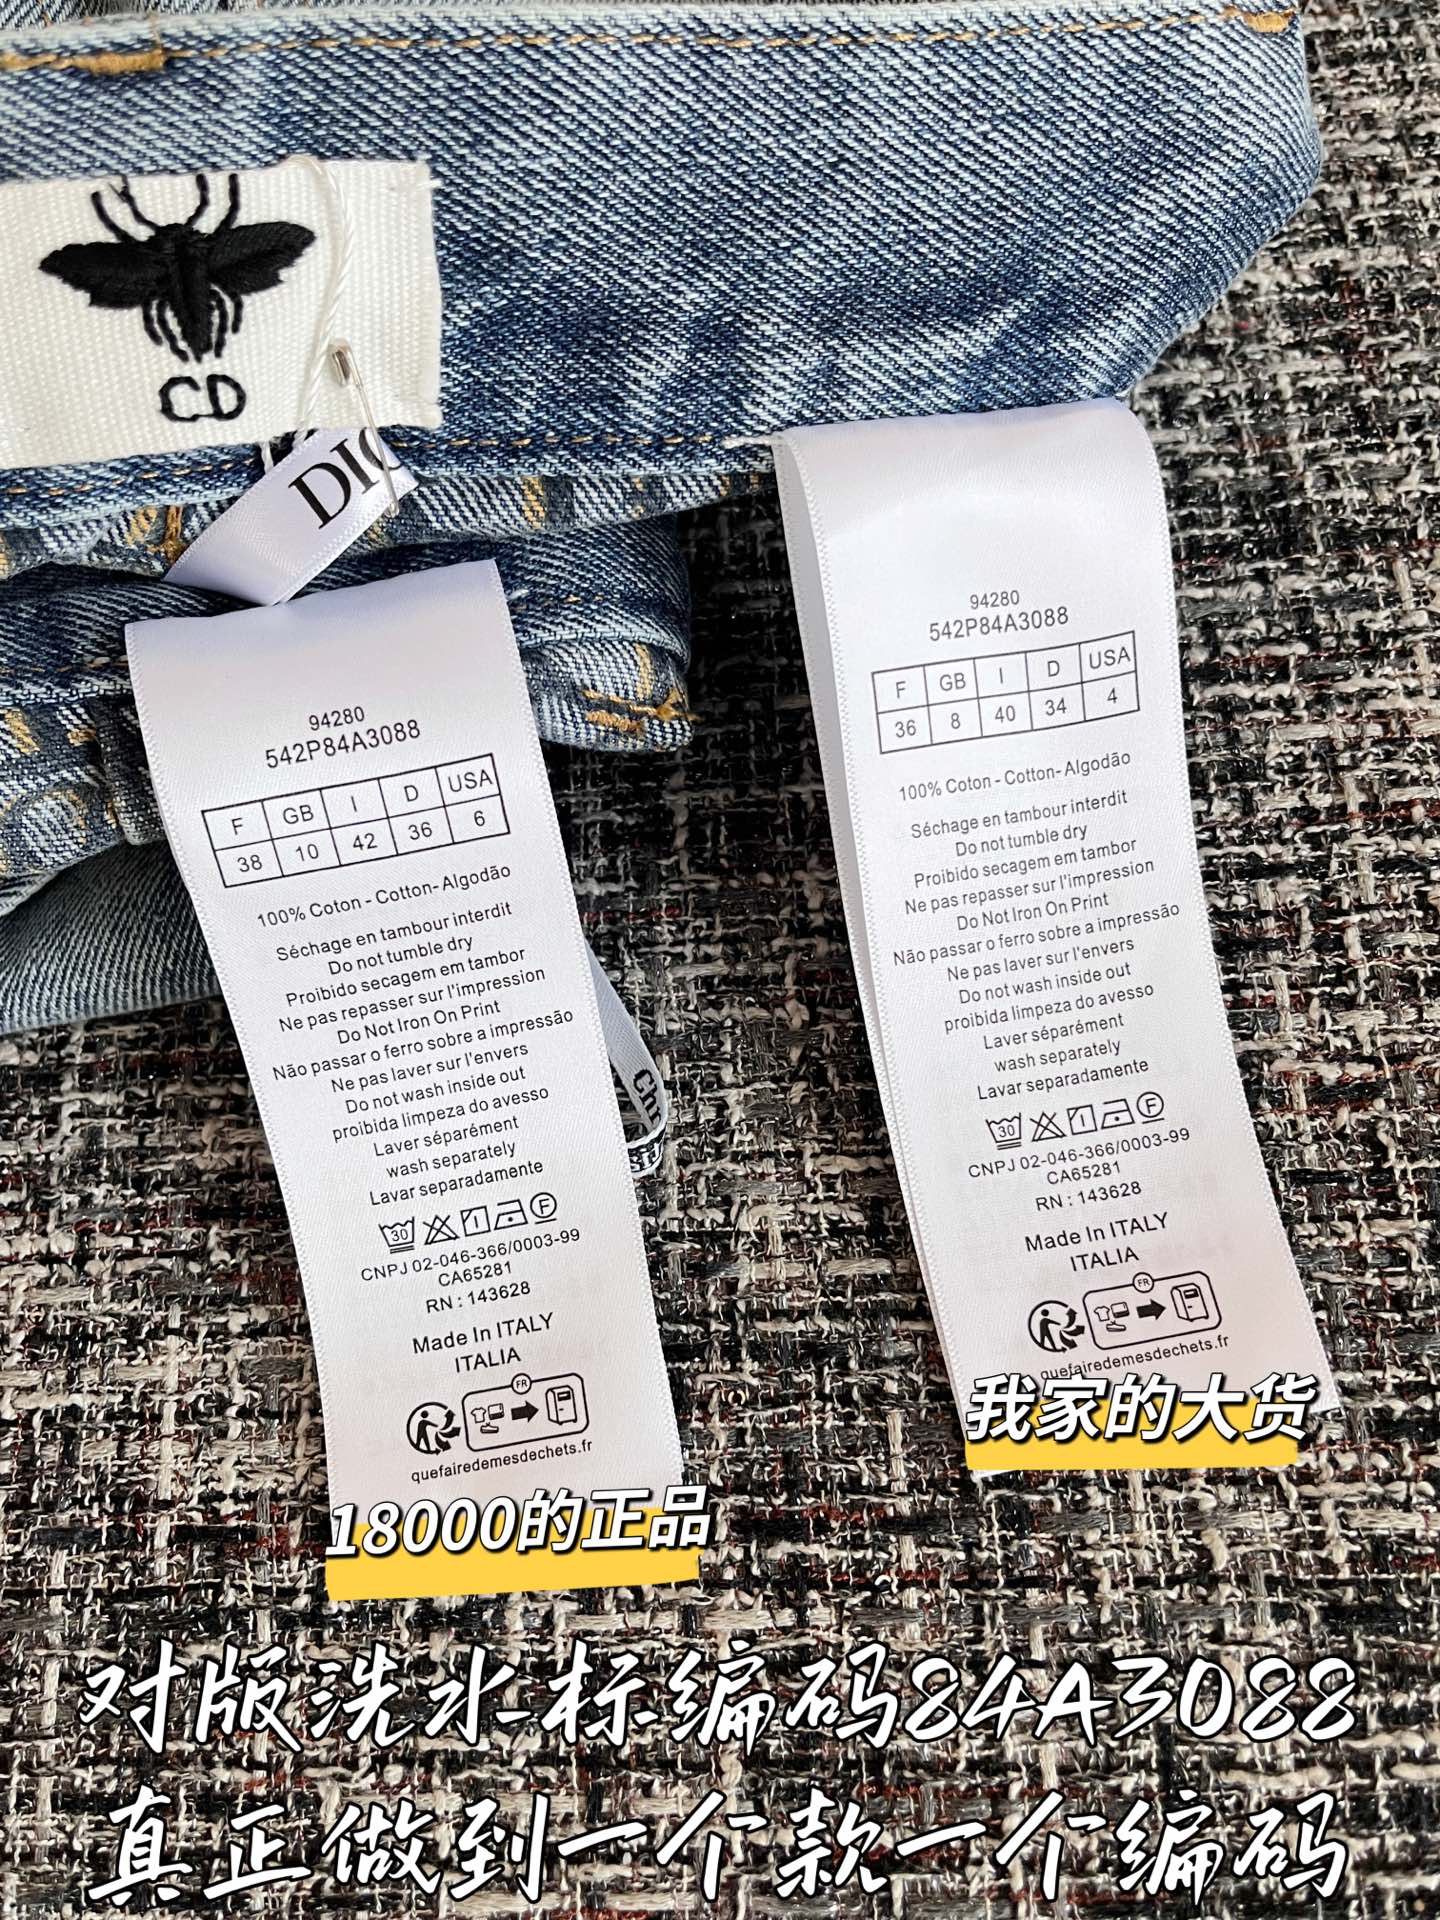 CD
DIO
94280
542P84A3088
F GB I D USA
38 10 42 36 6
100% Coton - Cotton- Algodão
Séchage en tambour interdit
Do not tumble dry
Proibido secagem em tambor
Ne pas repasser sur l'impression
Do Not Iron On Print
Não passar o ferro sobre a impressão
Ne pas laver sur l'envers
Do not wash inside out
proibida limpeza do avesso
Laver séparément
wash separately
Lavar separadamente
30 F
CNPJ 02-046-366/0003-99
CA65281
RN : 143628
Made In ITALY
ITALIA
FR
quefairedemesdechets.fr
18000的正品
Chr
94280
542P84A3088
F GB I D USA
36 8 40 34 4
100% Coton - Cotton- Algodão
Séchage en tambour interdit
Do not tumble dry
Proibido secagem em tambor
Ne pas repasser sur l'impression
Do Not Iron On Print
Não passar o ferro sobre a impressão
Ne pas laver sur l'envers
Do not wash inside out
proibida limpeza do avesso
Laver séparément
wash separately
Lavar separadamente
30 F
CNPJ 02-046-366/0003-99
CA65281
RN : 143628
Made In ITALY
ITALIA
FR
quefairedemesdechets.fr
我家的大货
对版洗水标编码84A3088
真正做到一个款一个编码